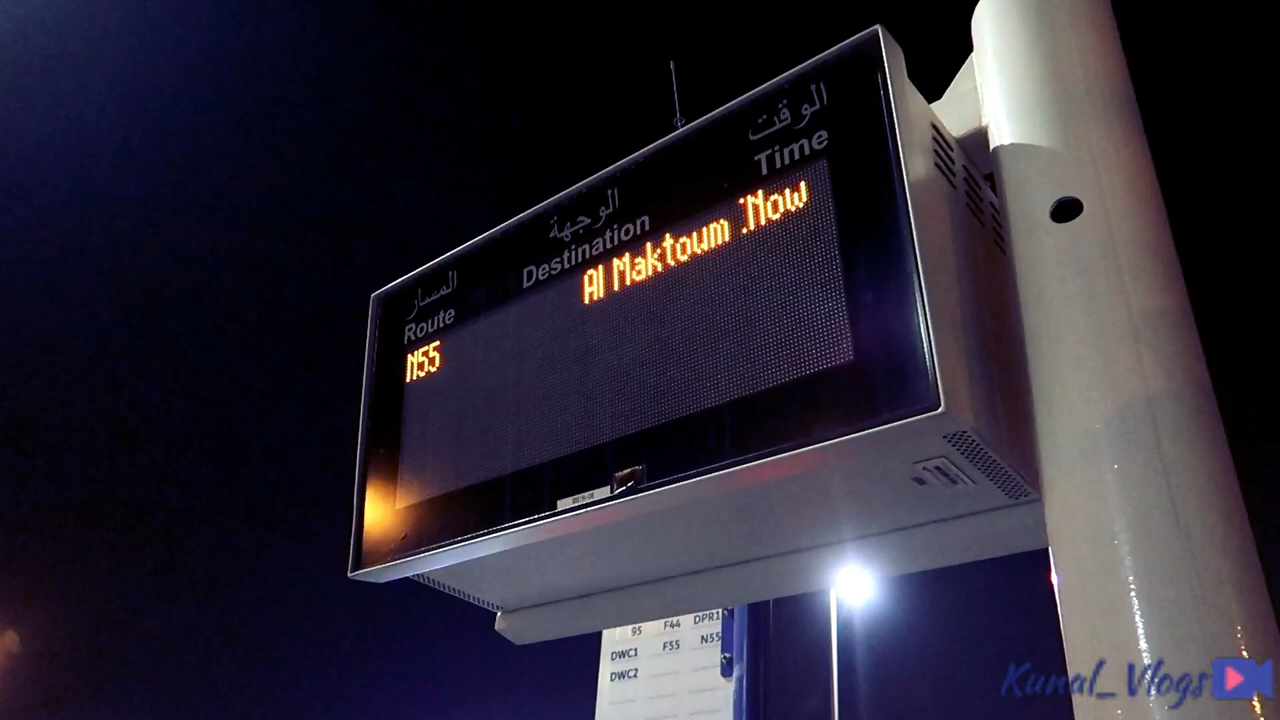 الوقت
Time
الوجهة
Destination
المسار
Route
Al Maktoum :Now
N55
95 F44 DPR1
DWC1 F55 N55
DWC2
Kunal_Vlogs